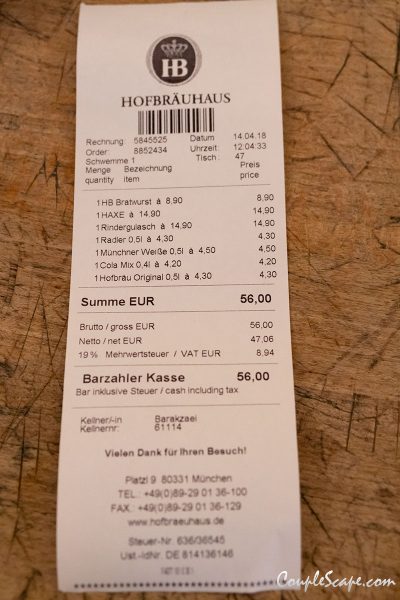 HB
HOFBRÄUHAUS
Rechnung 5845525 Datum 14.04.18
Order: 8852434 Uhrzeit: 12:04:33
Schwemme 1 Tisch: 47
Menge Bezeichnung Preis
quantity item price
1 HB Bratwurst à 8,90 8,90
1 HAXE à 14,90 14,90
1 Rindergulasch à 14,90 14,90
1 Radler 0,5l à 4,30 4,30
1 Münchner Weiße 0,5l à 4,50 4,50
1 Cola Mix 0,4l à 4,20 4,20
1 Hofbräu Original 0,5l à 4,30 4,30
Summe EUR 56,00
Brutto / gross EUR 56,00
Netto / net EUR 47,06
19% Mehrwertsteuer / VAT EUR 8,94
Barzahler Kasse 56,00
Bar inklusive Steuer / cash including tax
Kellner/-in Barakzaei
Kellnernr: 61114
Vielen Dank für Ihren Besuch!
Platzl 9 80331 München
TEL.: +49(0)89-29 01 36-100
FAX.: +49(0)89-29 01 36-129
www.hofbraeuhaus.de
Steuer-Nr. 636/36545
Ust.-IdNr. DE 814136146
CoupleScape.com